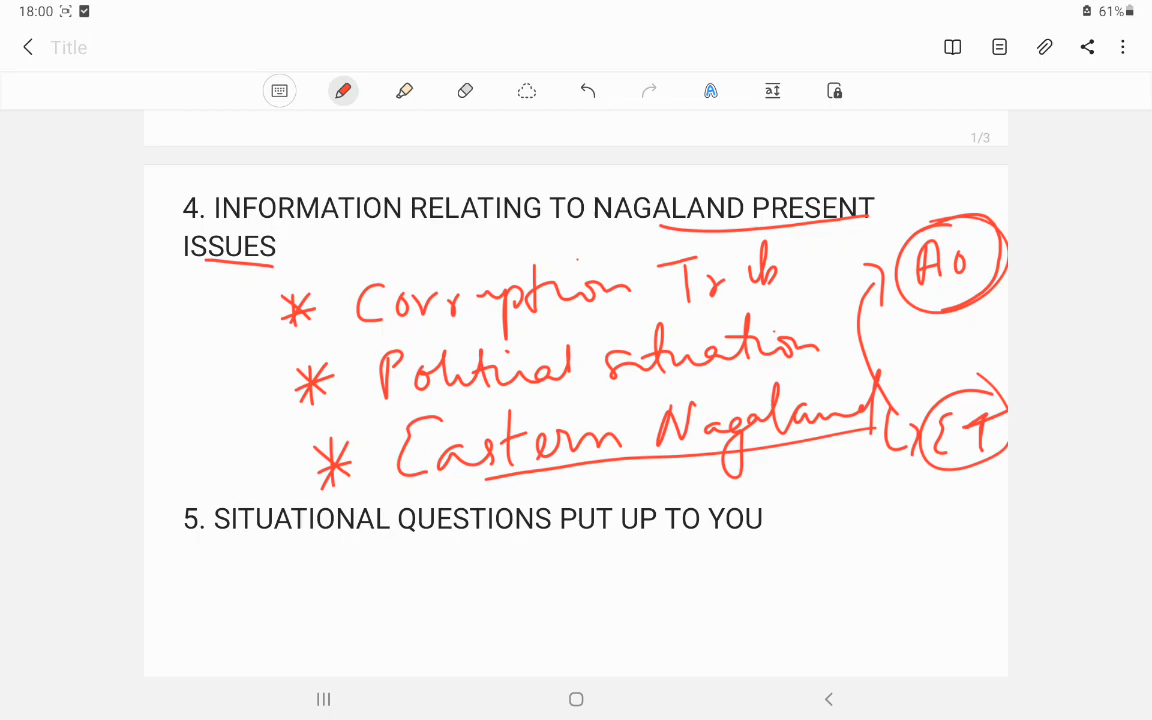 18:00
61%
Title
1/3
4. INFORMATION RELATING TO NAGALAND PRESENT
ISSUES
* Corruption Trib
* Political situation
* Eastern Nagaland
Ao
5. SITUATIONAL QUESTIONS PUT UP TO YOU